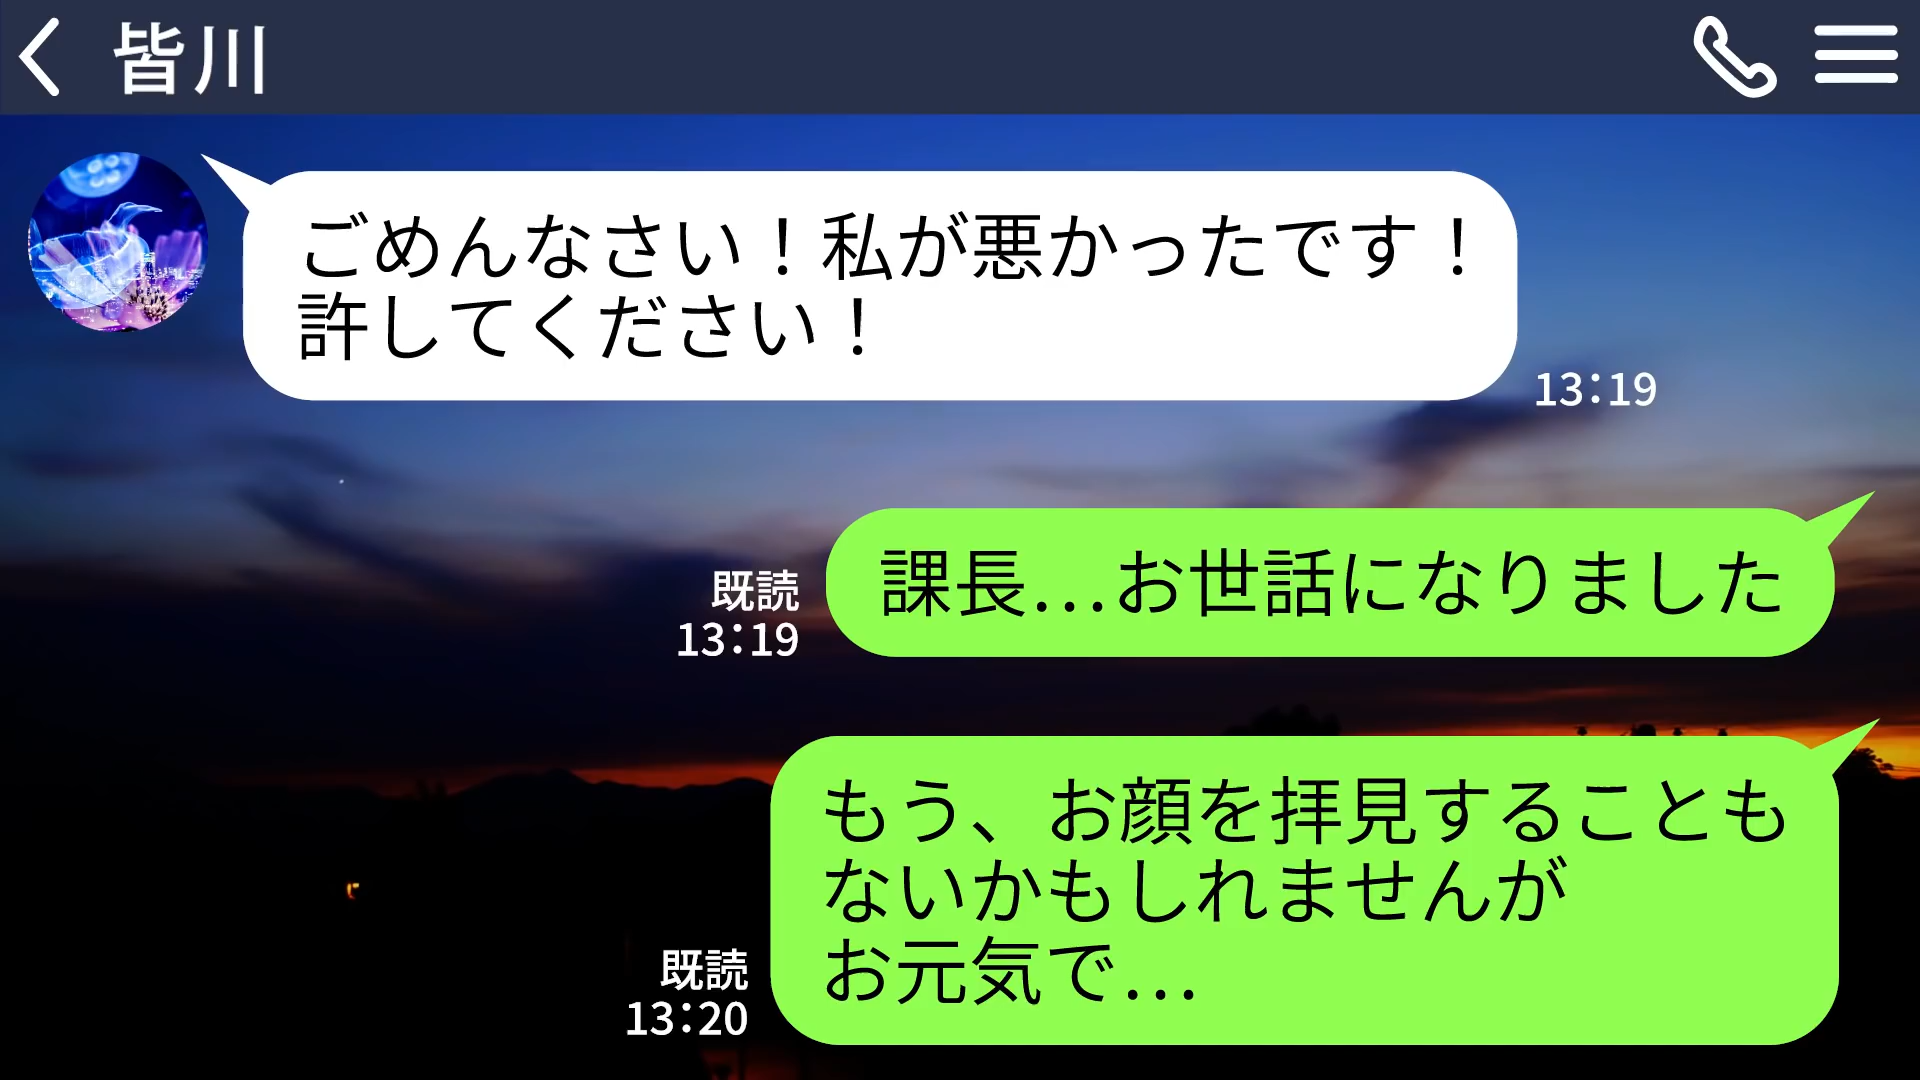 皆川
ごめんなさい！私が悪かったです！
許してください！
13:19
課長…お世話になりました
既読
13:19
もう、お顔を拝見することも
ないかもしれませんが
お元気で…
既読
13:20